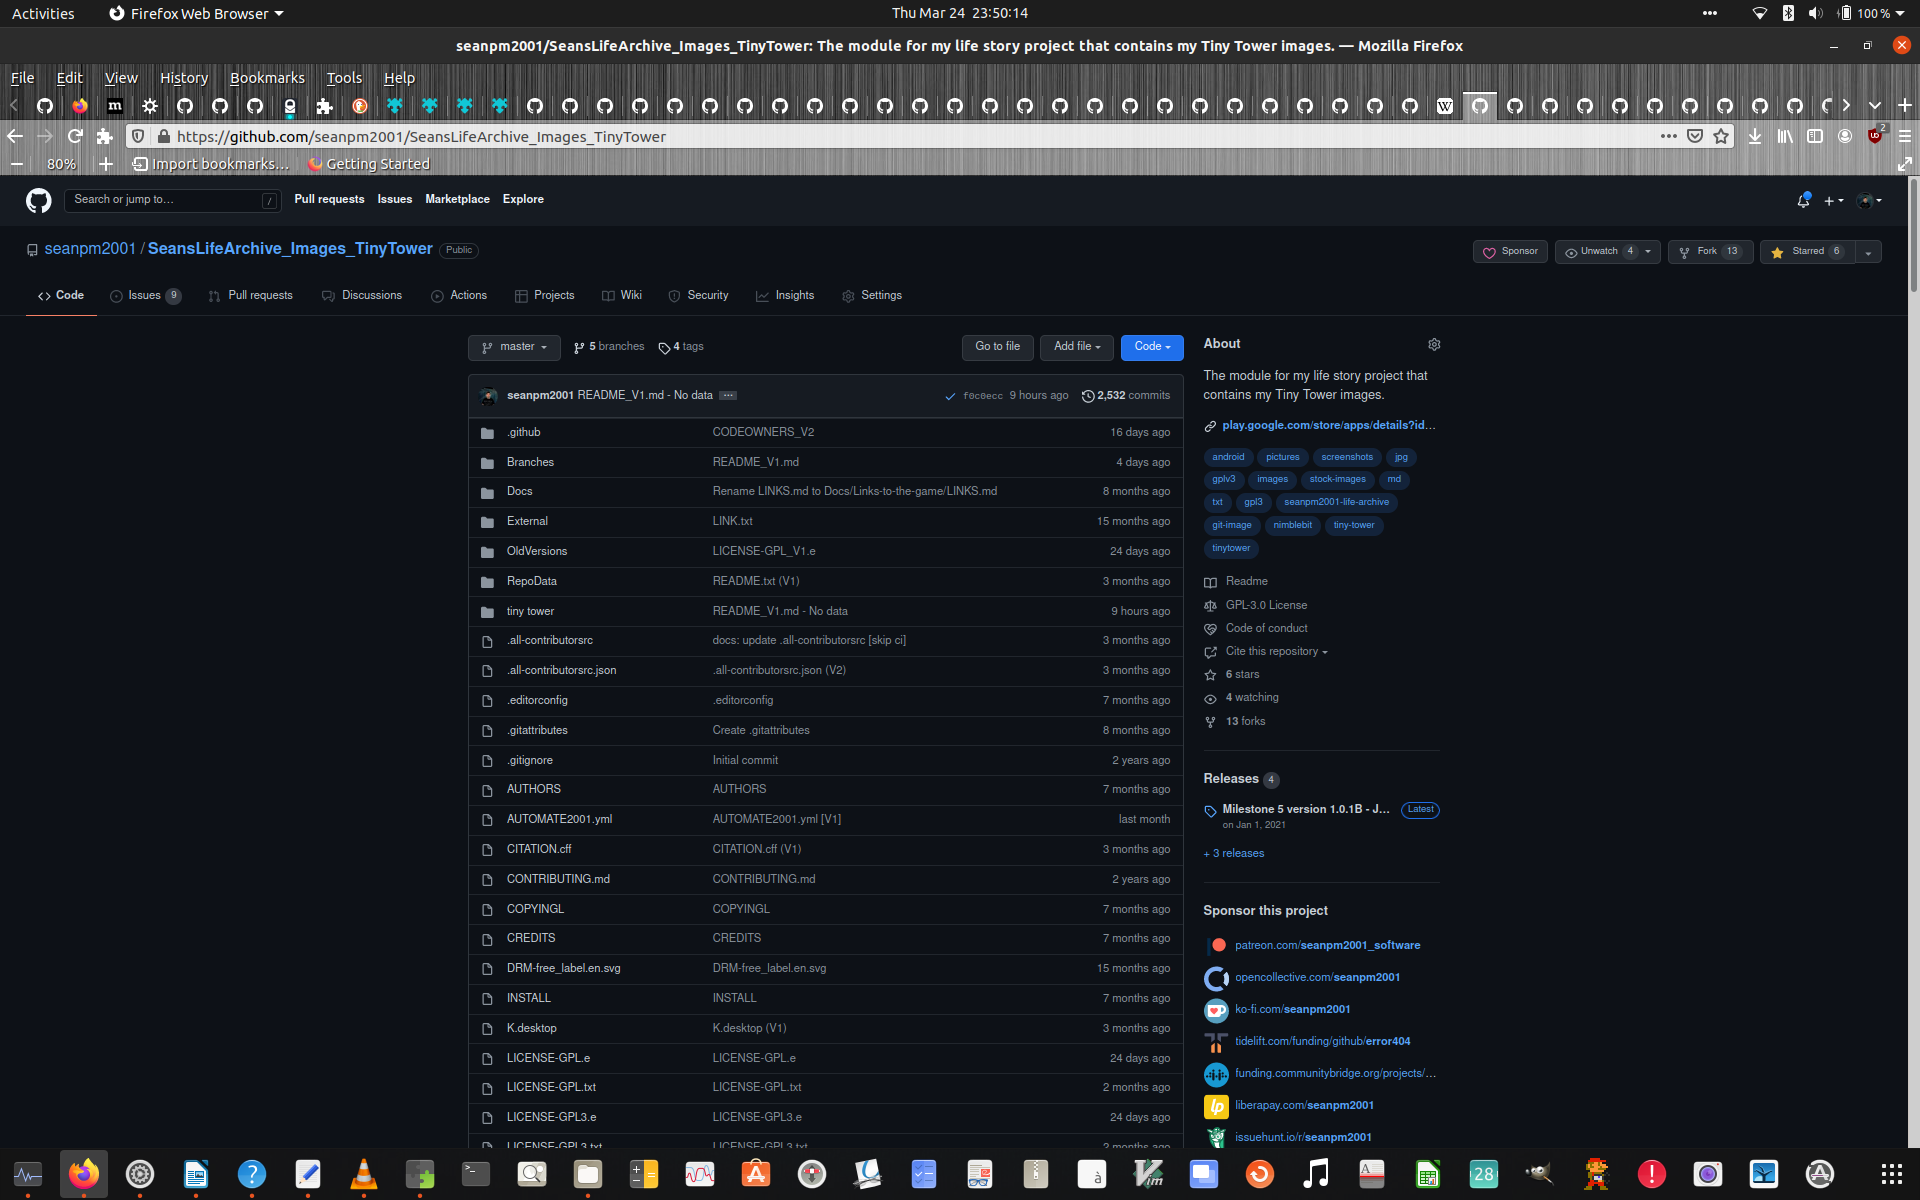 Activities Firefox Web Browser Thu Mar 24 23:50:14 100 %
seanpm2001/SeansLifeArchive_Images_TinyTower: The module for my life story project that contains my Tiny Tower images. — Mozilla Firefox
File Edit View History Bookmarks Tools Help
https://github.com/seanpm2001/SeansLifeArchive_Images_TinyTower 2
80% Import bookmarks… Getting Started
Search or jump to… / Pull requests Issues Marketplace Explore
seanpm2001 / SeansLifeArchive_Images_TinyTower Public Sponsor Unwatch 4 Fork 13 Starred 6
Code Issues 9 Pull requests Discussions Actions Projects Wiki Security Insights Settings
master 5 branches 4 tags Go to file Add file Code
seanpm2001 README_V1.md - No data f0c0ecc 9 hours ago 2,532 commits
.github CODEOWNERS_V2 16 days ago
Branches README_V1.md 4 days ago
Docs Rename LINKS.md to Docs/Links-to-the-game/LINKS.md 8 months ago
External LINK.txt 15 months ago
OldVersions LICENSE-GPL_V1.e 24 days ago
RepoData README.txt (V1) 3 months ago
tiny tower README_V1.md - No data 9 hours ago
.all-contributorsrc docs: update .all-contributorsrc [skip ci] 3 months ago
.all-contributorsrc.json .all-contributorsrc.json (V2) 3 months ago
.editorconfig .editorconfig 7 months ago
.gitattributes Create .gitattributes 8 months ago
.gitignore Initial commit 2 years ago
AUTHORS AUTHORS 7 months ago
AUTOMATE2001.yml AUTOMATE2001.yml [V1] last month
CITATION.cff CITATION.cff (V1) 3 months ago
CONTRIBUTING.md CONTRIBUTING.md 2 years ago
COPYINGL COPYINGL 7 months ago
CREDITS CREDITS 7 months ago
DRM-free_label.en.svg DRM-free_label.en.svg 15 months ago
INSTALL INSTALL 7 months ago
K.desktop K.desktop (V1) 3 months ago
LICENSE-GPL.e LICENSE-GPL.e 24 days ago
LICENSE-GPL.txt LICENSE-GPL.txt 2 months ago
LICENSE-GPL3.e LICENSE-GPL3.e 24 days ago
LICENSE-GPL3.txt LICENSE-GPL3.txt 2 months ago
About
The module for my life story project that
contains my Tiny Tower images.
play.google.com/store/apps/details?id…
android pictures screenshots jpg
gplv3 images stock-images md
txt gpl3 seanpm2001-life-archive
git-image nimblebit tiny-tower
tinytower
Readme
GPL-3.0 License
Code of conduct
Cite this repository
6 stars
4 watching
13 forks
Releases 4
Milestone 5 version 1.0.1B - J… Latest
on Jan 1, 2021
+ 3 releases
Sponsor this project
patreon.com/seanpm2001_software
opencollective.com/seanpm2001
ko-fi.com/seanpm2001
tidelift.com/funding/github/error404
funding.communitybridge.org/projects/…
liberapay.com/seanpm2001
issuehunt.io/r/seanpm2001
28